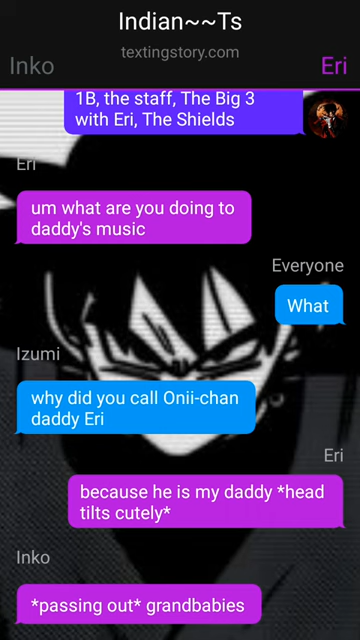 Indian~~Ts
textingstory.com
Inko
Eri
1B, the staff, The Big 3
with Eri, The Shields
Eri
um what are you doing to
daddy's music
Everyone
What
Izumi
why did you call Onii-chan
daddy Eri
Eri
because he is my daddy *head
tilts cutely*
Inko
*passing out* grandbabies